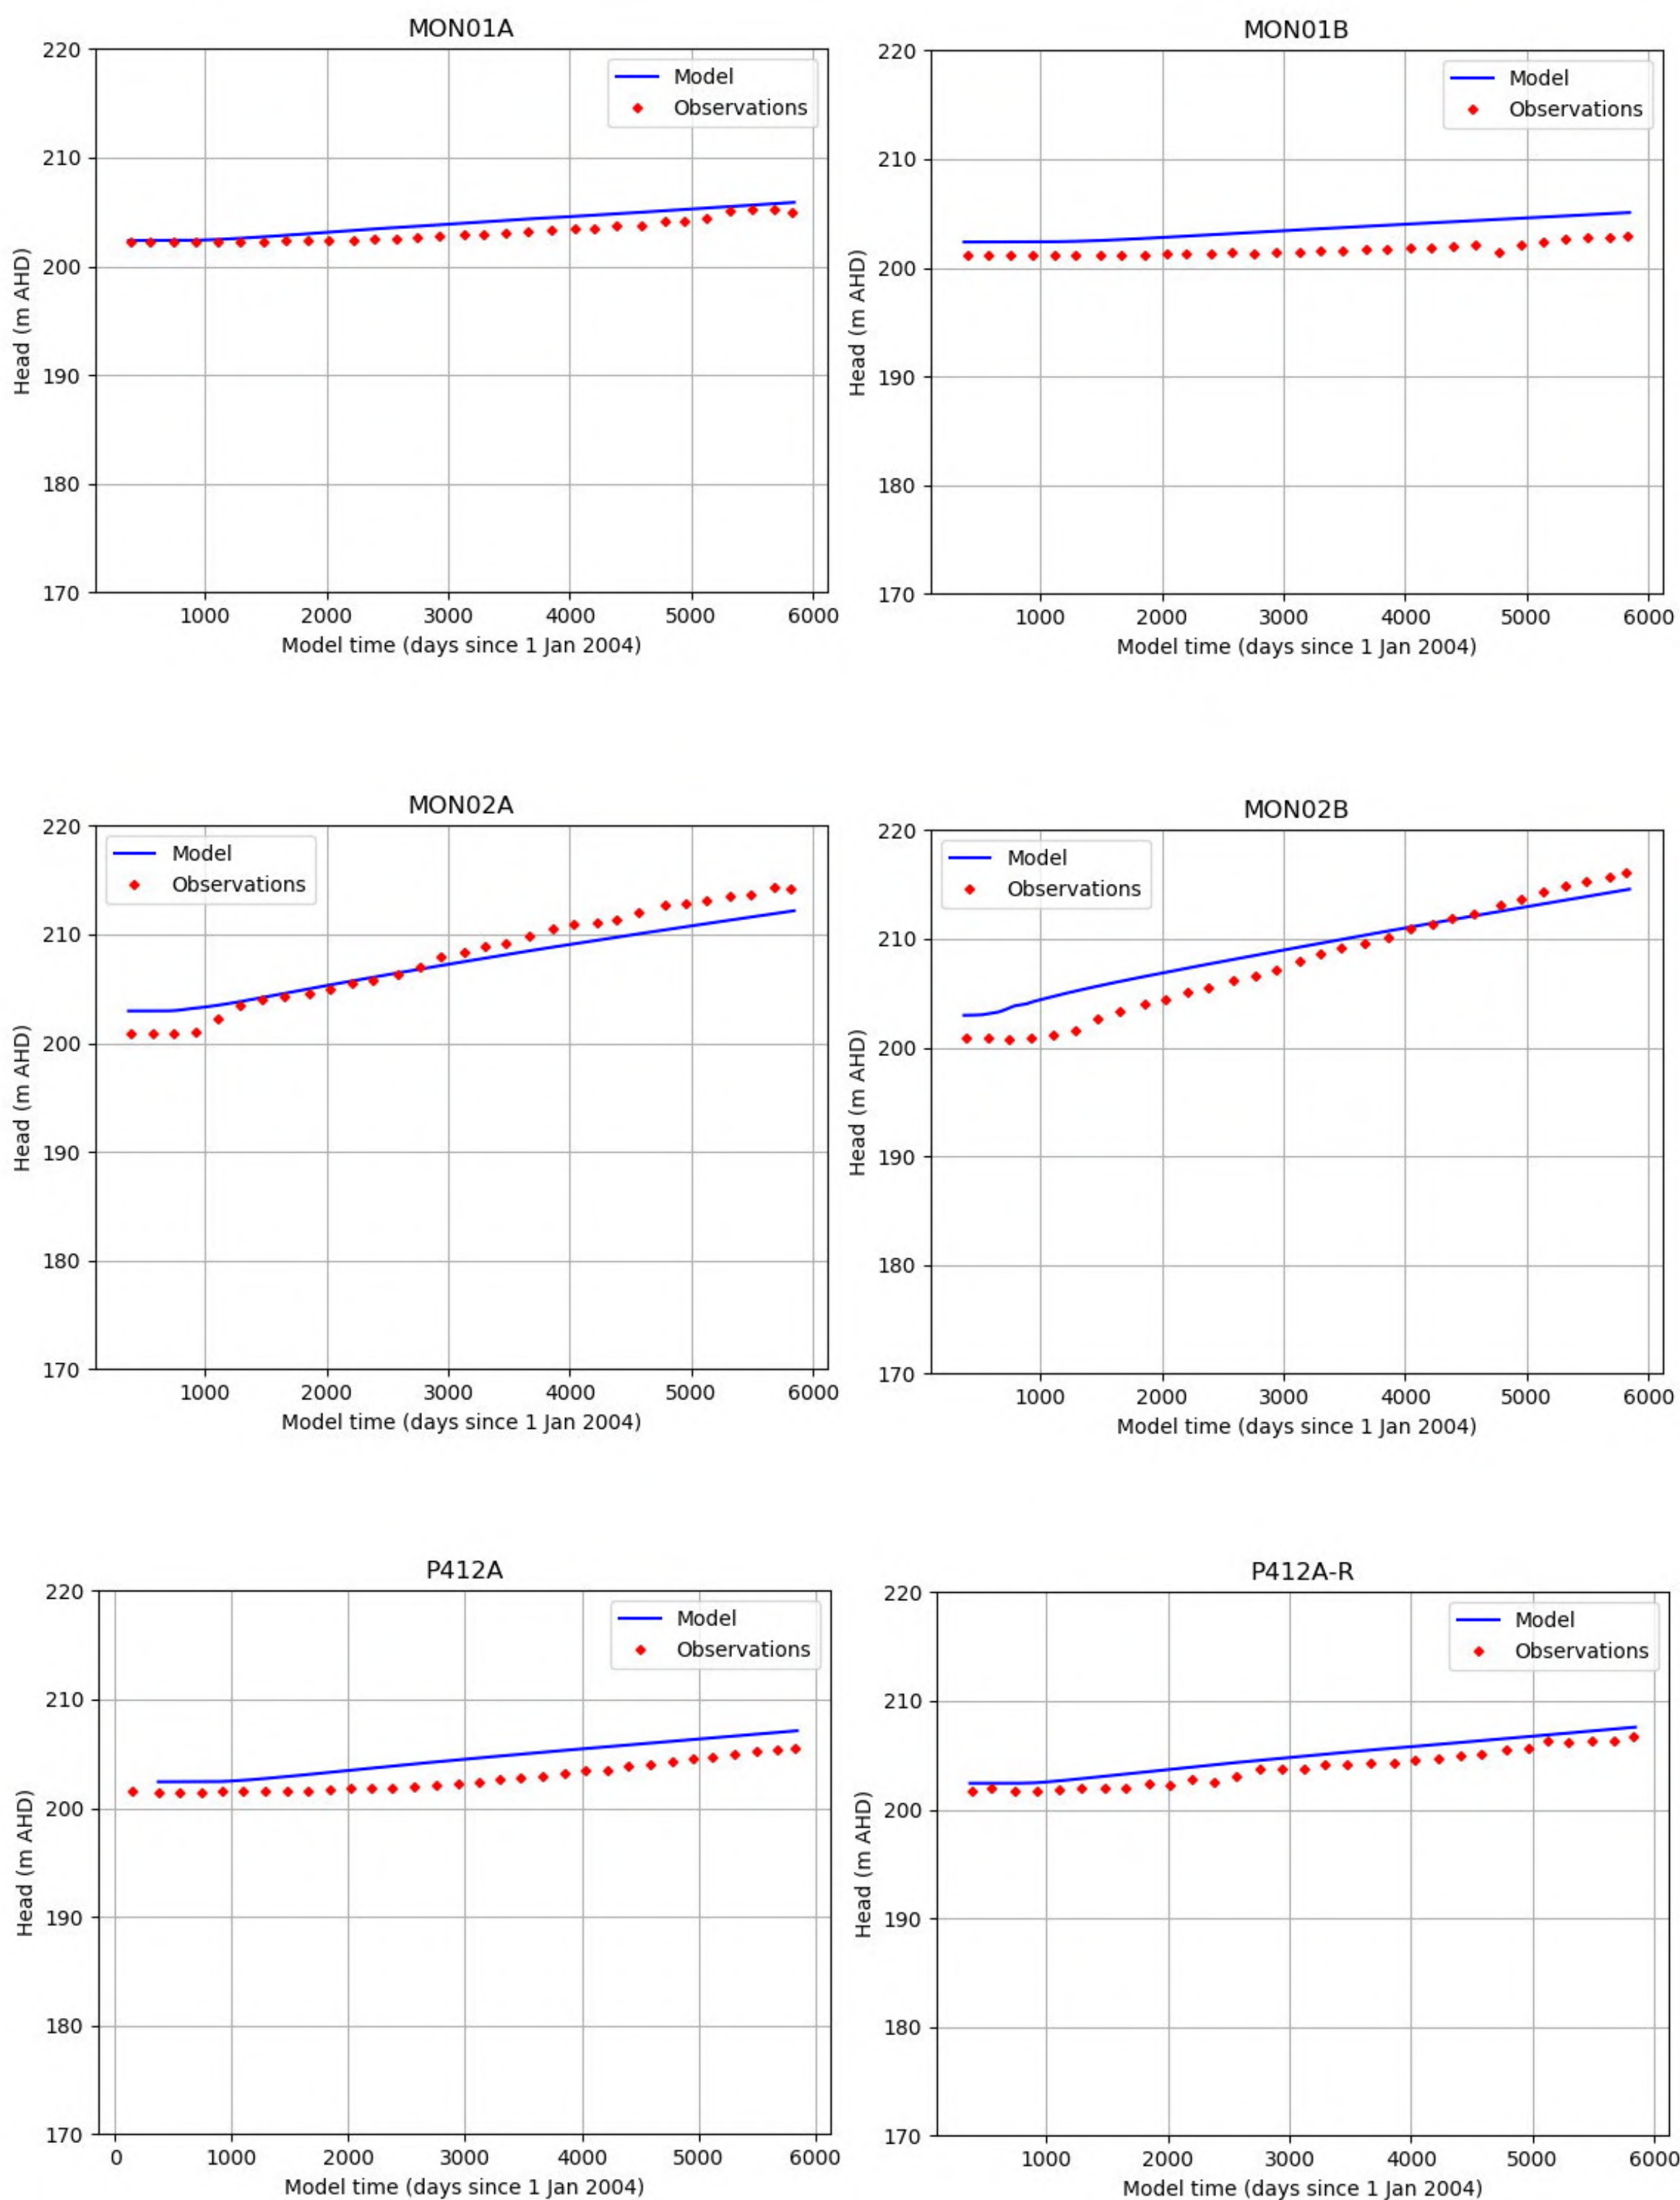 MON01A
220
210
200
190
180
170
Head (m AHD)
Model
Observations
1000 2000 3000 4000 5000 6000
Model time (days since 1 Jan 2004)
MON01B
220
210
200
190
180
170
Head (m AHD)
Model
Observations
1000 2000 3000 4000 5000 6000
Model time (days since 1 Jan 2004)
MON02A
220
210
200
190
180
170
Head (m AHD)
Model
Observations
1000 2000 3000 4000 5000 6000
Model time (days since 1 Jan 2004)
MON02B
220
210
200
190
180
170
Head (m AHD)
Model
Observations
1000 2000 3000 4000 5000 6000
Model time (days since 1 Jan 2004)
P412A
220
210
200
190
180
170
Head (m AHD)
Model
Observations
0 1000 2000 3000 4000 5000 6000
Model time (days since 1 Jan 2004)
P412A-R
220
210
200
190
180
170
Head (m AHD)
Model
Observations
1000 2000 3000 4000 5000 6000
Model time (days since 1 Jan 2004)